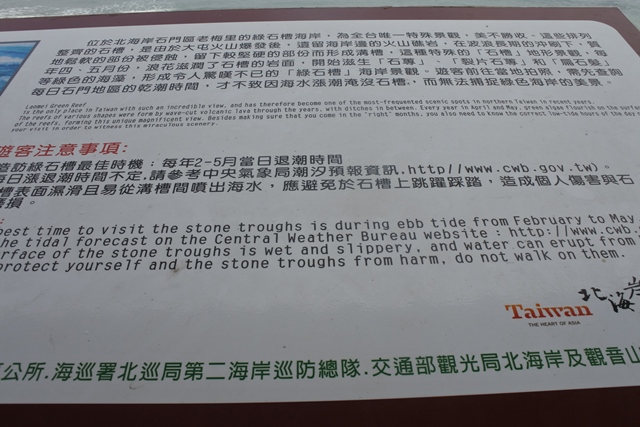 位於北海岸石門區老梅里的綠石槽海岸，為全台唯一特殊景觀，美不勝收，這些排列
整齊的石槽，是由於大屯火山爆發後，遺留海岸邊的火山礁岩，在波浪長期的沖刷下，質
地鬆軟的部份被侵蝕，留下較堅硬的部份而形成溝槽，這種特殊的「石槽」地形景觀，每
年四、五月份，浪花滋潤了石槽的岩面，開始滋生「石蓴」、「裂片石蓴」和「扁石髮」
等綠色的海藻，形成令人驚嘆不已的「綠石槽」海岸景觀。遊客前往當地拍照，需先查詢
每日石門地區的乾潮時間，才不致因海水漲潮淹沒石槽，而無法捕捉綠色海岸的美景。
Laomei Green Reef
is the only place in Taiwan with such an incredible view, and has therefore become one of the most-frequented scenic spots in northern Taiwan in recent years.
The reefs of various shapes were form by wave-cut volcanic lava through the years, with ditches in between. Every year in April and May, green algae flourish on the surface
of the reefs, forming this unique magnificent view. Besides making sure that you come in the "right" months, you also need to know the correct low-tide hours of the day
your visit in order to witness this miraculous scenery.
遊客注意事項:
造訪綠石槽最佳時機：每年2-5月當日退潮時間
每日漲退潮時間不定,請參考中央氣象局潮汐預報資訊.http//www.cwb.gov.tw)。
槽表面濕滑且易從溝槽間噴出海水，應避免於石槽上跳躍踩踏，造成個人傷害與石
損。
best time to visit the stone troughs is during ebb tide from February to May
the tidal forecast on the Central Weather Bureau website：http://www.cwb.
rface of the stone troughs is wet and slippery, and water can erupt from
protect yourself and the stone troughs from harm, do not walk on them.
Taiwan
THE HEART OF ASIA
北海岸
公所.海巡署北巡局第二海岸巡防總隊.交通部觀光局北海岸及觀音山